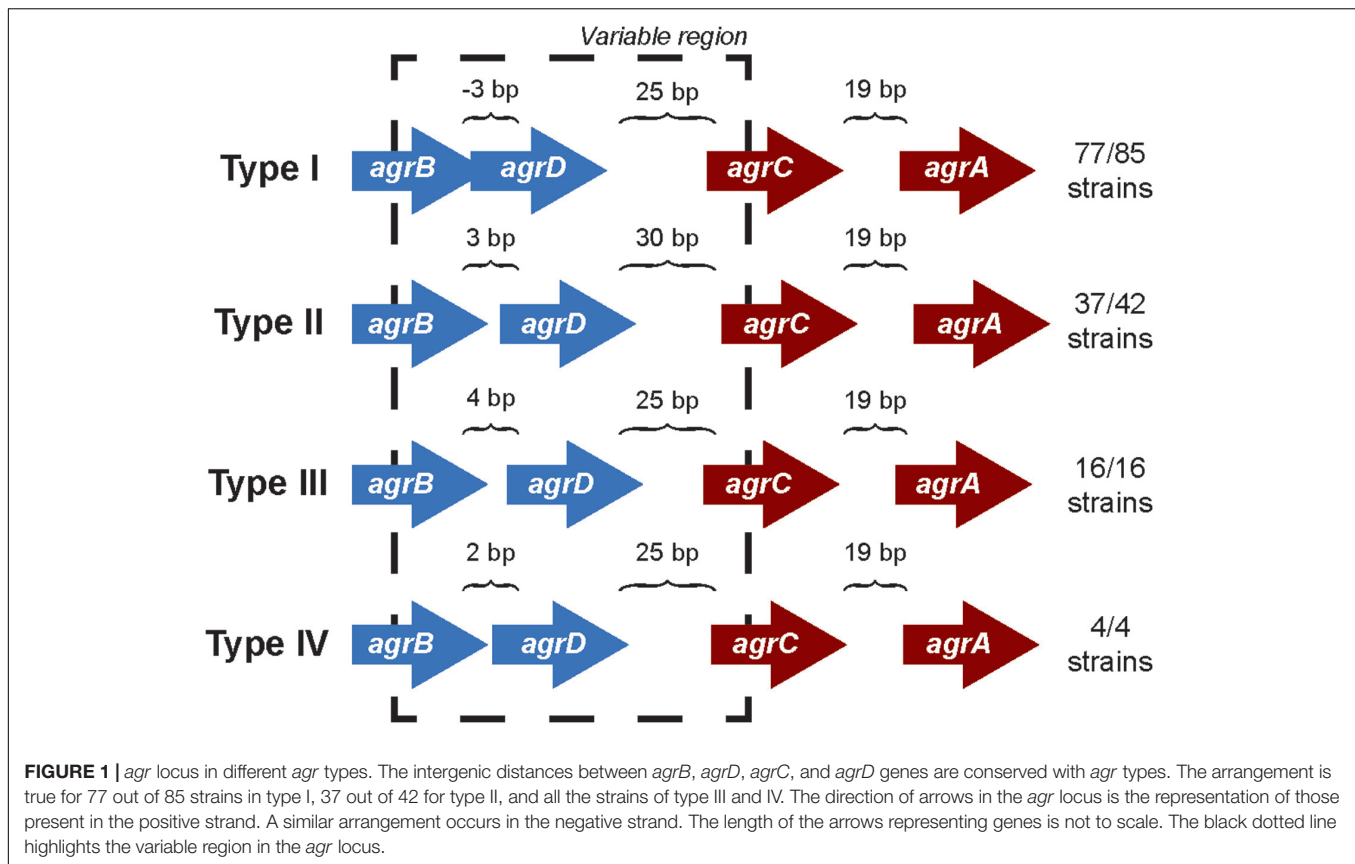 Variable region
-3 bp 25 bp 19 bp
Type I agrB agrD agrC agrA 77/85
strains
3 bp 30 bp 19 bp
Type II agrB agrD agrC agrA 37/42
strains
4 bp 25 bp 19 bp
Type III agrB agrD agrC agrA 16/16
strains
2 bp 25 bp 19 bp
Type IV agrB agrD agrC agrA 4/4
strains
FIGURE 1 | agr locus in different agr types. The intergenic distances between agrB, agrD, agrC, and agrD genes are conserved with agr types. The arrangement is
true for 77 out of 85 strains in type I, 37 out of 42 for type II, and all the strains of type III and IV. The direction of arrows in the agr locus is the representation of those
present in the positive strand. A similar arrangement occurs in the negative strand. The length of the arrows representing genes is not to scale. The black dotted line
highlights the variable region in the agr locus.